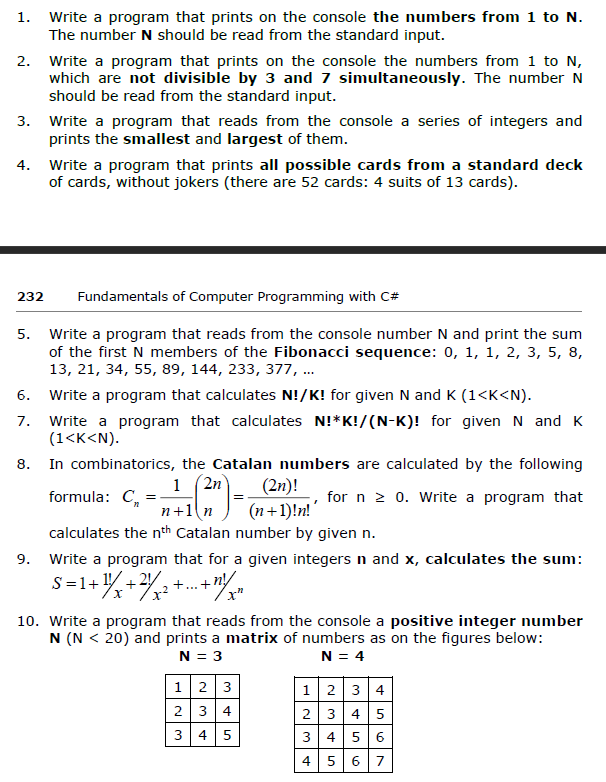 1. Write a program that prints on the console the numbers from 1 to N.
The number N should be read from the standard input.
2. Write a program that prints on the console the numbers from 1 to N,
which are not divisible by 3 and 7 simultaneously. The number N
should be read from the standard input.
3. Write a program that reads from the console a series of integers and
prints the smallest and largest of them.
4. Write a program that prints all possible cards from a standard deck
of cards, without jokers (there are 52 cards: 4 suits of 13 cards).
232 Fundamentals of Computer Programming with C#
5. Write a program that reads from the console number N and print the sum
of the first N members of the Fibonacci sequence: 0, 1, 1, 2, 3, 5, 8,
13, 21, 34, 55, 89, 144, 233, 377, ...
6. Write a program that calculates N!/K! for given N and K (1<K<N).
7. Write a program that calculates N!*K!/(N-K)! for given N and K
(1<K<N).
8. In combinatorics, the Catalan numbers are calculated by the following
formula: Cₙ = 1/(n+1) (2n n) = (2n)!/((n+1)!n!), for n ≥ 0. Write a program that
calculates the nth Catalan number by given n.
9. Write a program that for a given integers n and x, calculates the sum:
S = 1 + 1!/x + 2!/x² + ... + n!/xⁿ
10. Write a program that reads from the console a positive integer number
N (N < 20) and prints a matrix of numbers as on the figures below:
N = 3 N = 4
1 2 3 1 2 3 4
2 3 4 2 3 4 5
3 4 5 3 4 5 6
4 5 6 7